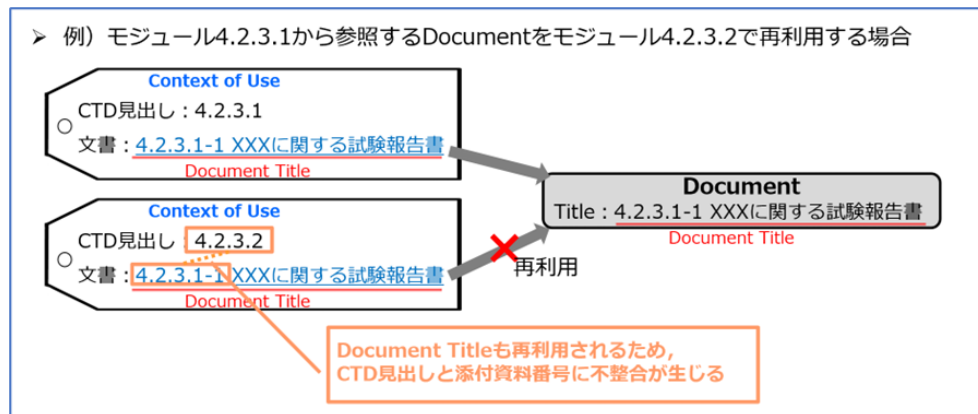 ➢ 例）モジュール4.2.3.1から参照するDocumentをモジュール4.2.3.2で再利用する場合
Context of Use
CTD見出し：4.2.3.1
文書：4.2.3.1-1 XXXに関する試験報告書
Document Title
Document
Title：4.2.3.1-1 XXXに関する試験報告書
Document Title
Context of Use
CTD見出し：4.2.3.2
文書：4.2.3.1-1 XXXに関する試験報告書
Document Title
再利用
Document Titleも再利用されるため,
CTD見出しと添付資料番号に不整合が生じる